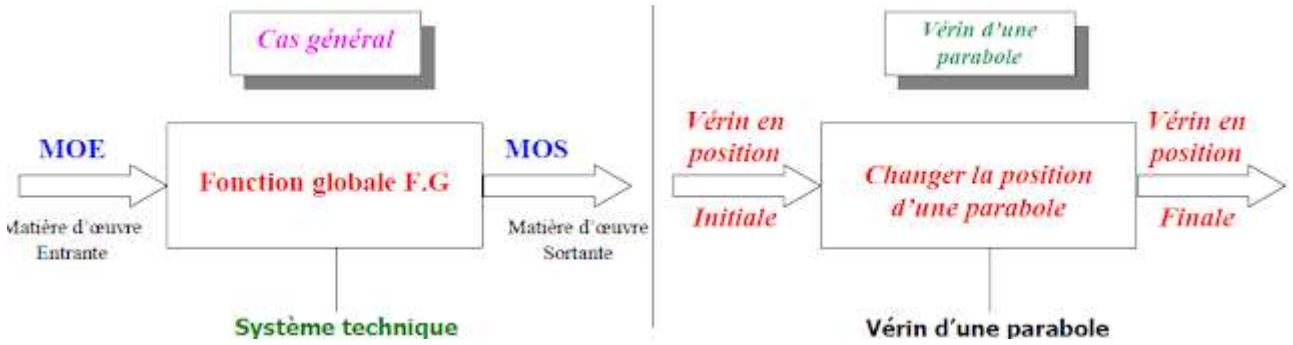 Cas général
MOE
Fonction globale F.G
MOS
Matière d'œuvre
Entrante
Matière d'œuvre
Sortante
Système technique
Vérin d'une
parabole
Vérin en
position
Initiale
Changer la position
d'une parabole
Vérin en
position
Finale
Vérin d'une parabole